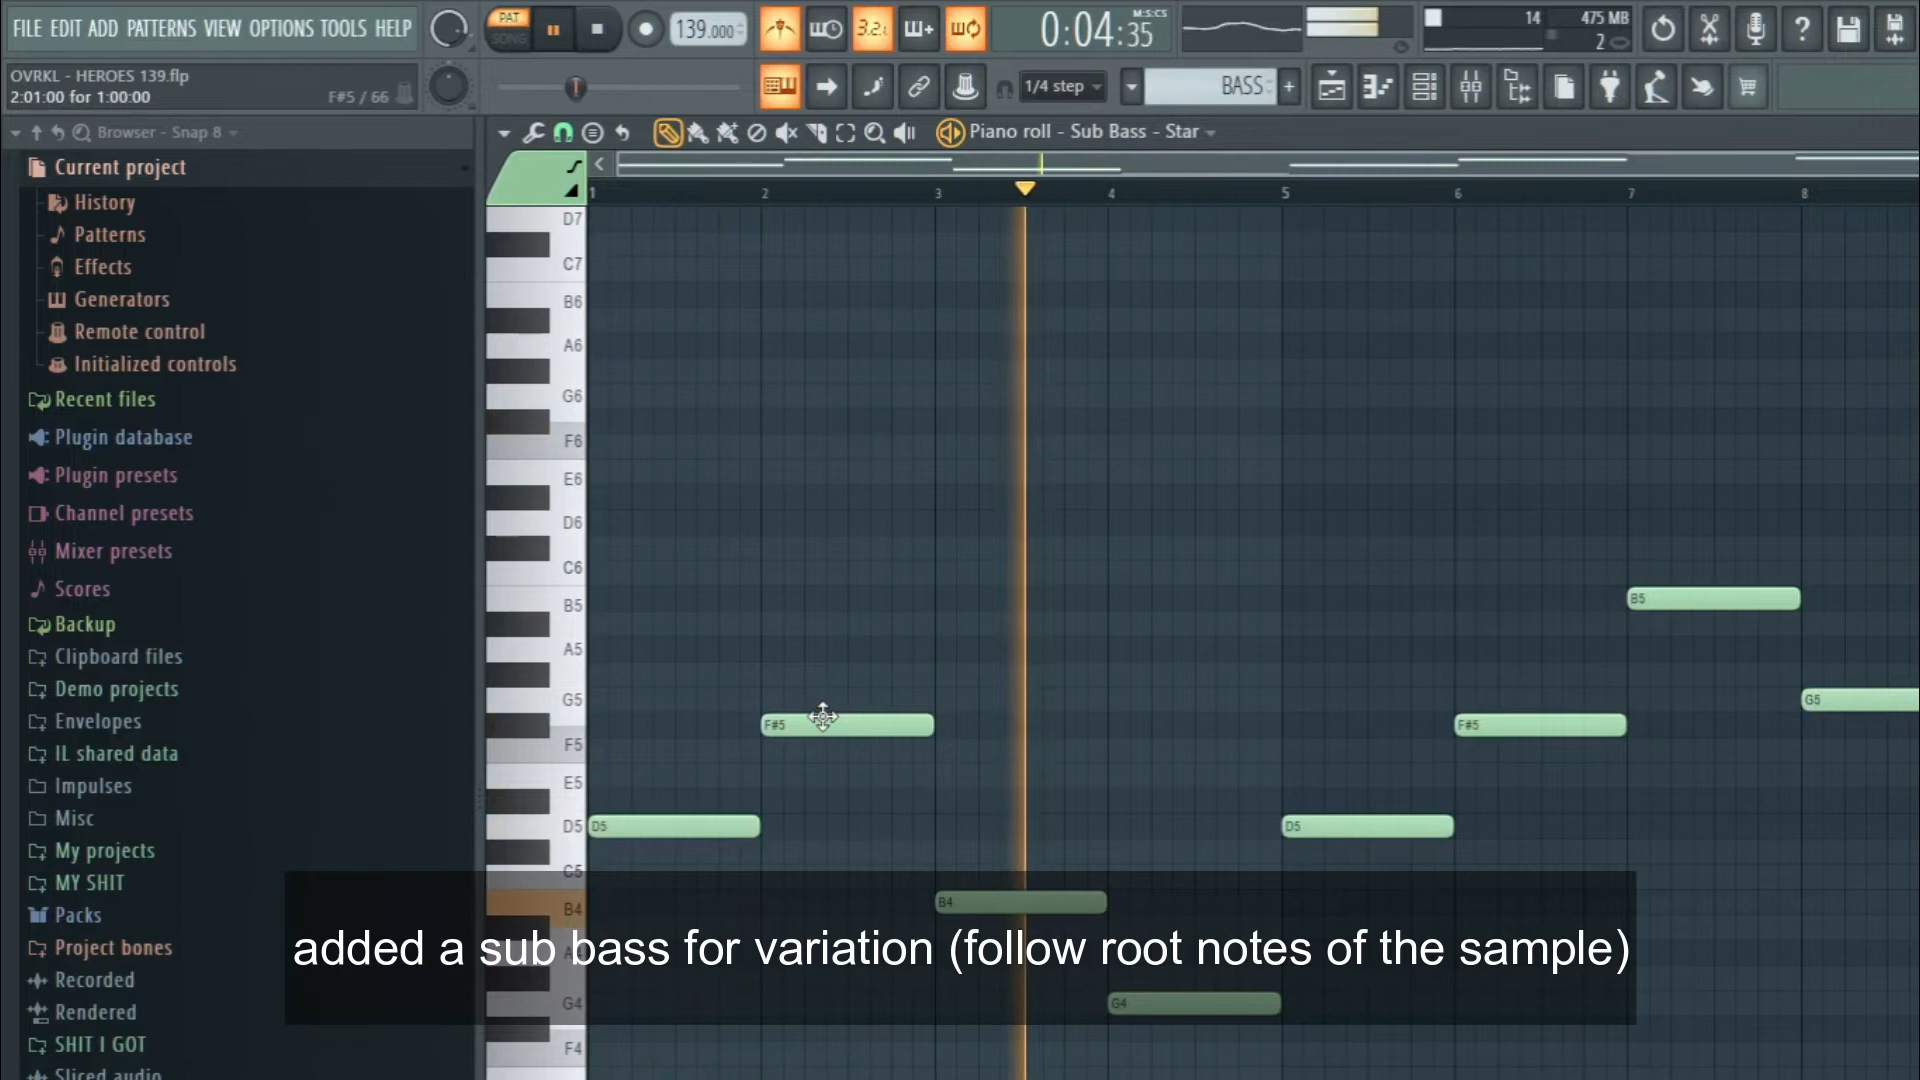 FILE EDIT ADD PATTERNS VIEW OPTIONS TOOLS HELP
PAT
SONG
139.000
3.2.
0:04:35
M:S:CS
14
475 MB
2
OVRKL - HEROES 139.flp
2:01:00 for 1:00:00
F#5 / 66
1/4 step
BASS
Browser - Snap 8
Piano roll - Sub Bass - Star
Current project
History
Patterns
Effects
Generators
Remote control
Initialized controls
Recent files
Plugin database
Plugin presets
Channel presets
Mixer presets
Scores
Backup
Clipboard files
Demo projects
Envelopes
IL shared data
Impulses
Misc
My projects
MY SHIT
Packs
Project bones
Recorded
Rendered
SHIT I GOT
Sliced audio
1 2 3 4 5 6 7 8
D7
C7
B6
A6
G6
F6
E6
D6
C6
B5
A5
G5
F5
E5
D5
C5
B4
A4
G4
F4
B5
G5
F#5
F#5
D5
D5
B4
G4
added a sub bass for variation (follow root notes of the sample)